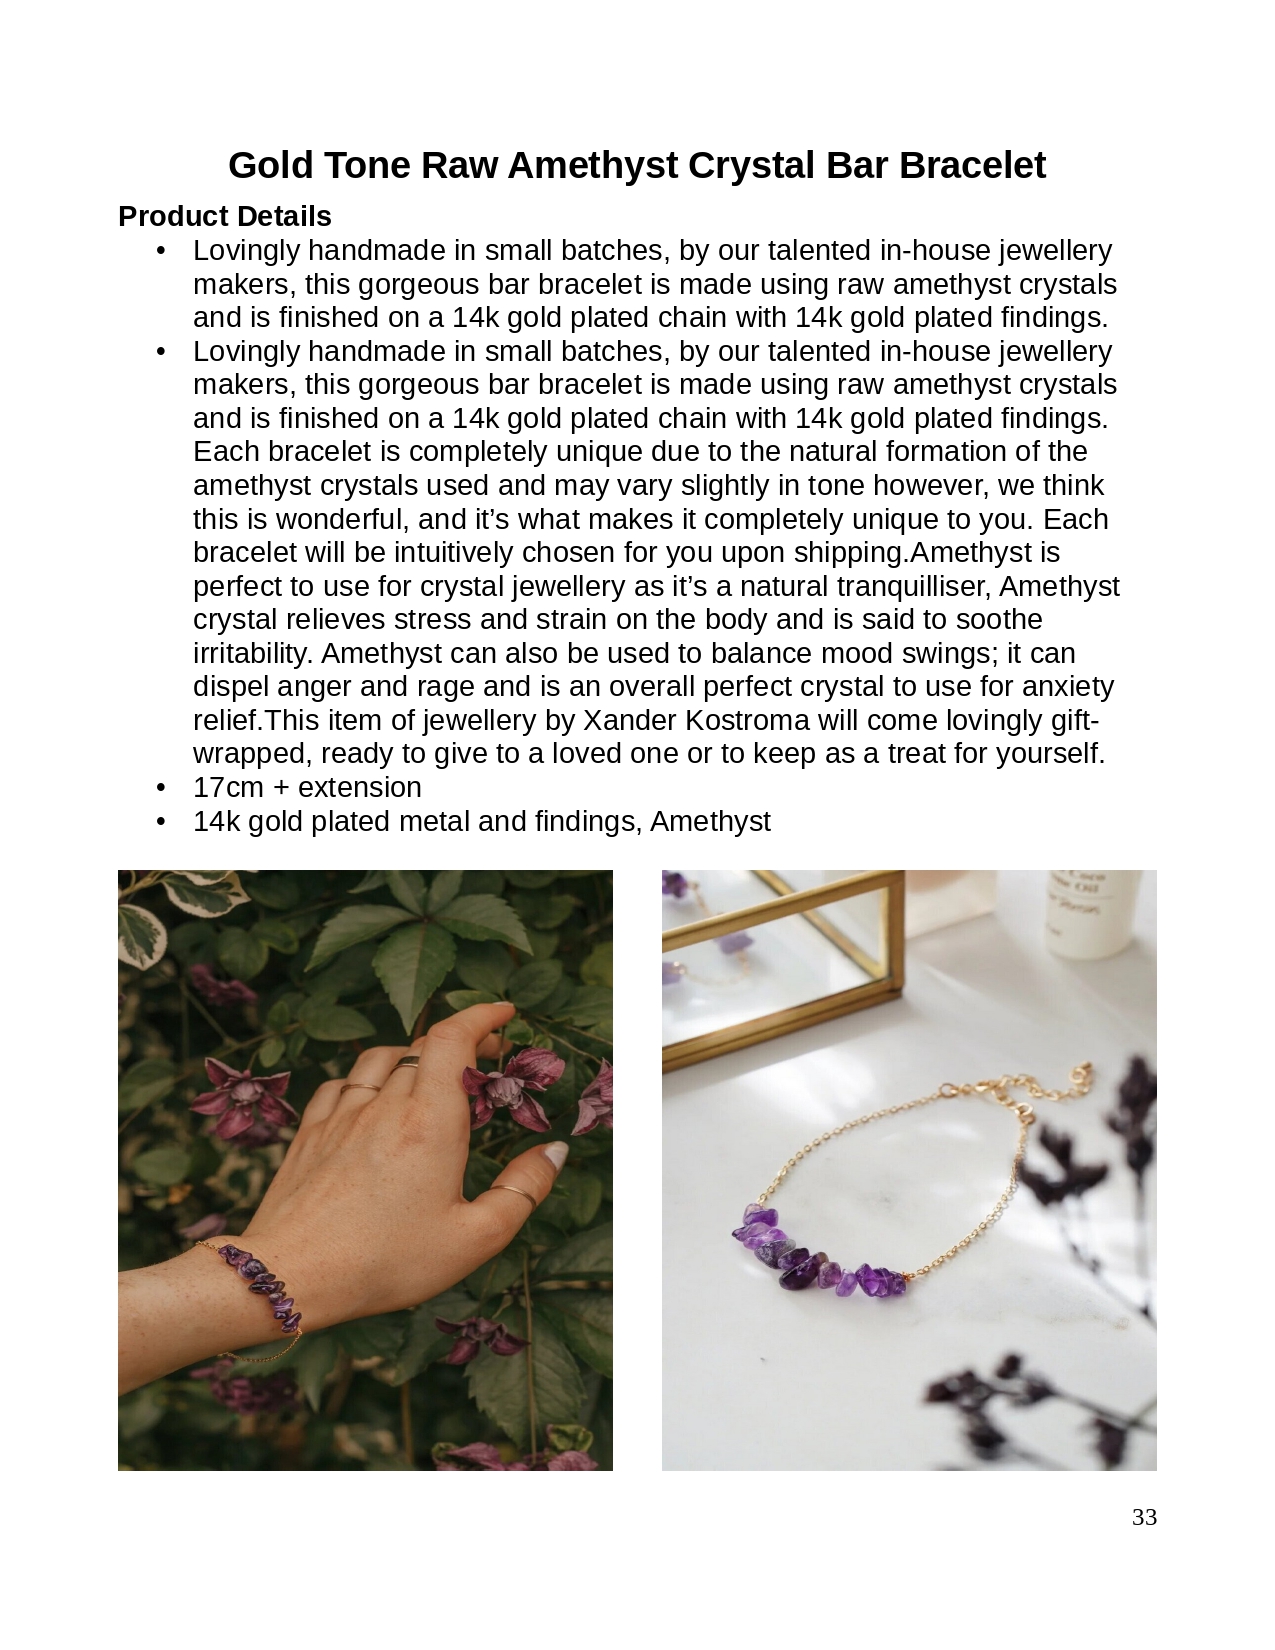 Gold Tone Raw Amethyst Crystal Bar Bracelet
Product Details
• Lovingly handmade in small batches, by our talented in-house jewellery
makers, this gorgeous bar bracelet is made using raw amethyst crystals
and is finished on a 14k gold plated chain with 14k gold plated findings.
• Lovingly handmade in small batches, by our talented in-house jewellery
makers, this gorgeous bar bracelet is made using raw amethyst crystals
and is finished on a 14k gold plated chain with 14k gold plated findings.
Each bracelet is completely unique due to the natural formation of the
amethyst crystals used and may vary slightly in tone however, we think
this is wonderful, and it’s what makes it completely unique to you. Each
bracelet will be intuitively chosen for you upon shipping.Amethyst is
perfect to use for crystal jewellery as it’s a natural tranquilliser, Amethyst
crystal relieves stress and strain on the body and is said to soothe
irritability. Amethyst can also be used to balance mood swings; it can
dispel anger and rage and is an overall perfect crystal to use for anxiety
relief.This item of jewellery by Xander Kostroma will come lovingly gift-
wrapped, ready to give to a loved one or to keep as a treat for yourself.
• 17cm + extension
• 14k gold plated metal and findings, Amethyst
Coco
Oil
33